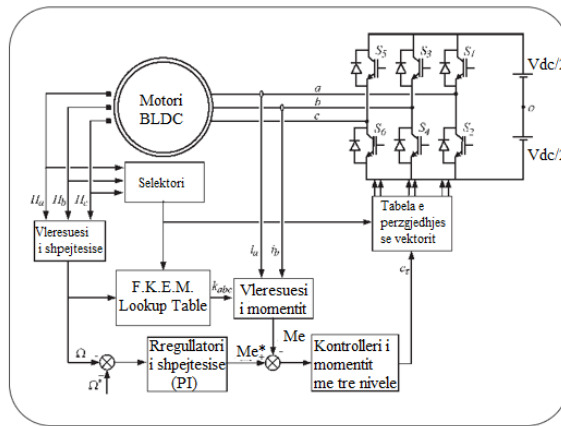 S5
S3
S1
Vdc/2
Motori
BLDC
a
b
c
o
S6
S4
S2
Vdc/2
Selektori
Ha
Hb
Hc
Tabela e
perzgjedhjes
se vektorit
Vleresuesi
i shpejtesise
ia
ib
cτ
F.K.E.M.
Lookup Table
kabc
Vleresuesi
i momentit
Me
Ω
-
Ω*
Rregullatori
i shpejtesise
(PI)
Me*
+
-
Kontrolleri i
momentit
me tre nivele